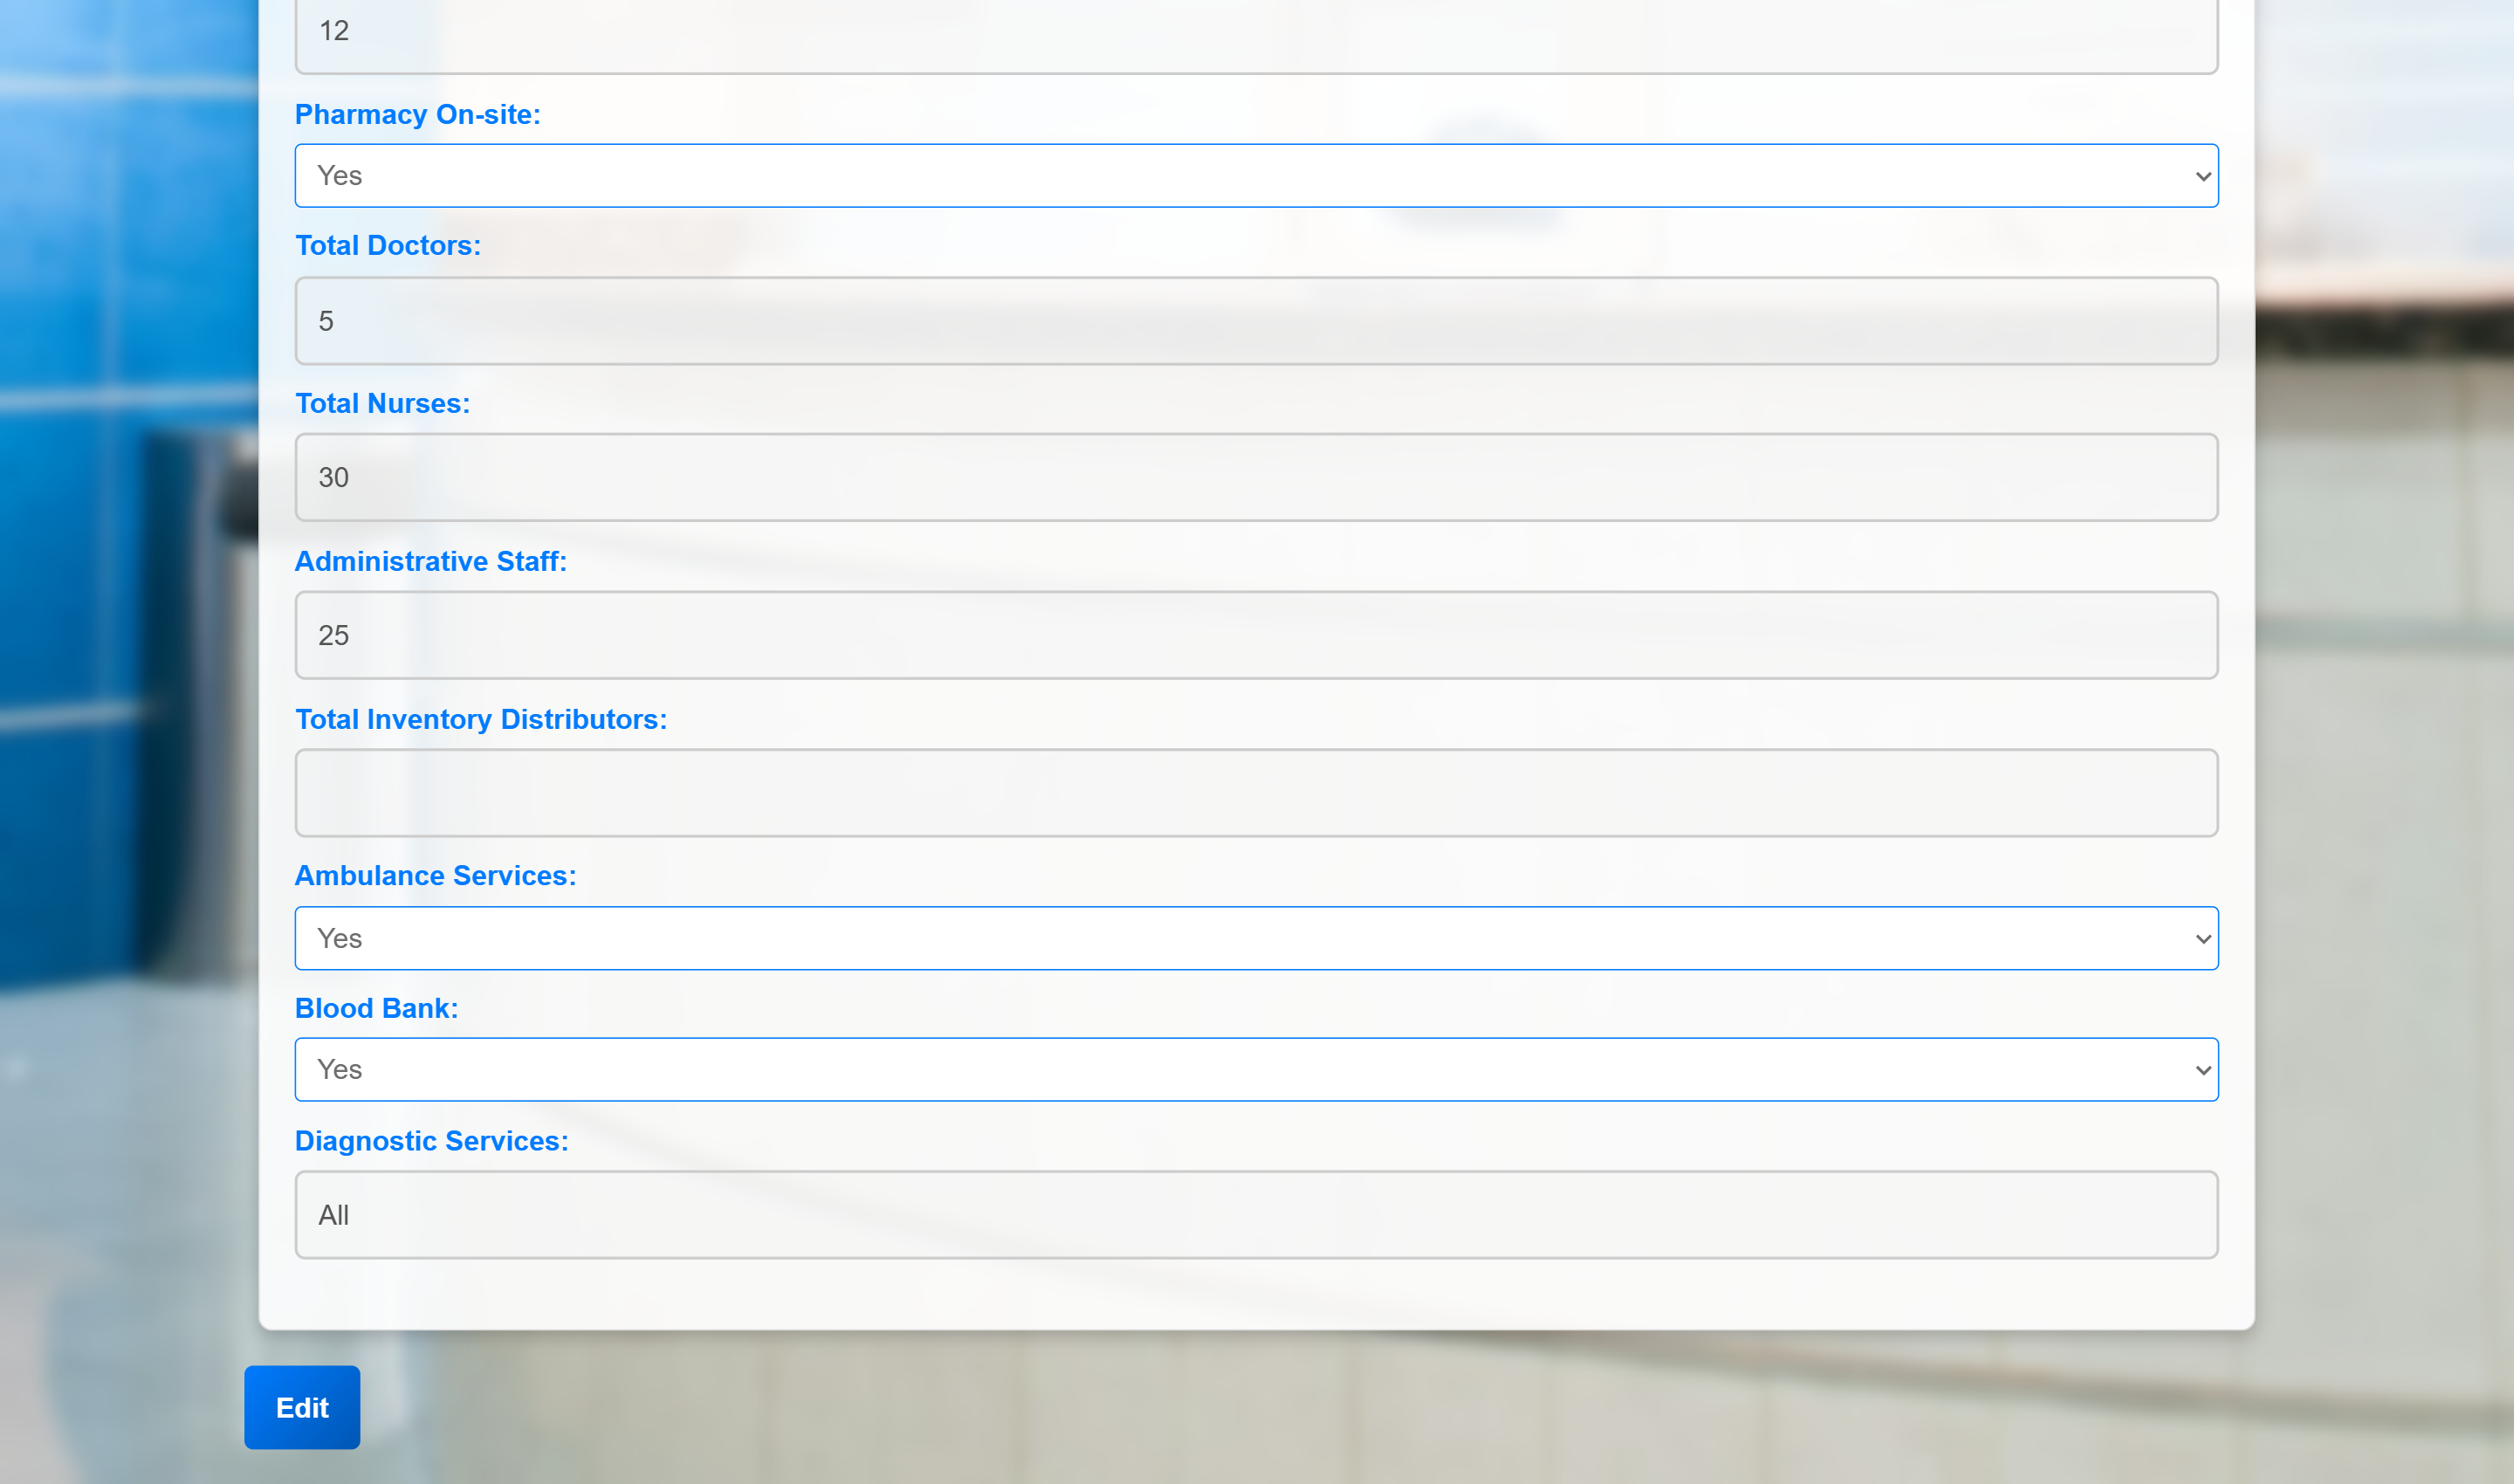 12
Pharmacy On-site:
Yes
Total Doctors:
5
Total Nurses:
30
Administrative Staff:
25
Total Inventory Distributors:
Ambulance Services:
Yes
Blood Bank:
Yes
Diagnostic Services:
All
Edit